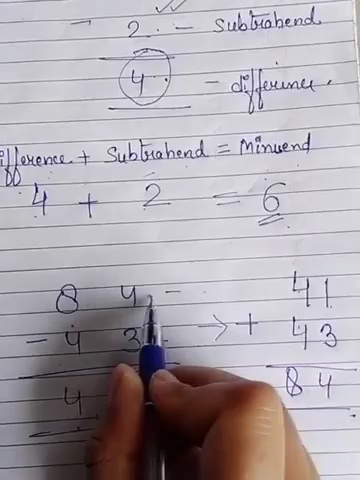 - 2. - Subtrahend
4. - difference.
ifference + Subtrahend = Minuend
4 + 2 = 6
8 4 - 41
- 4 3 → + 43
4 84